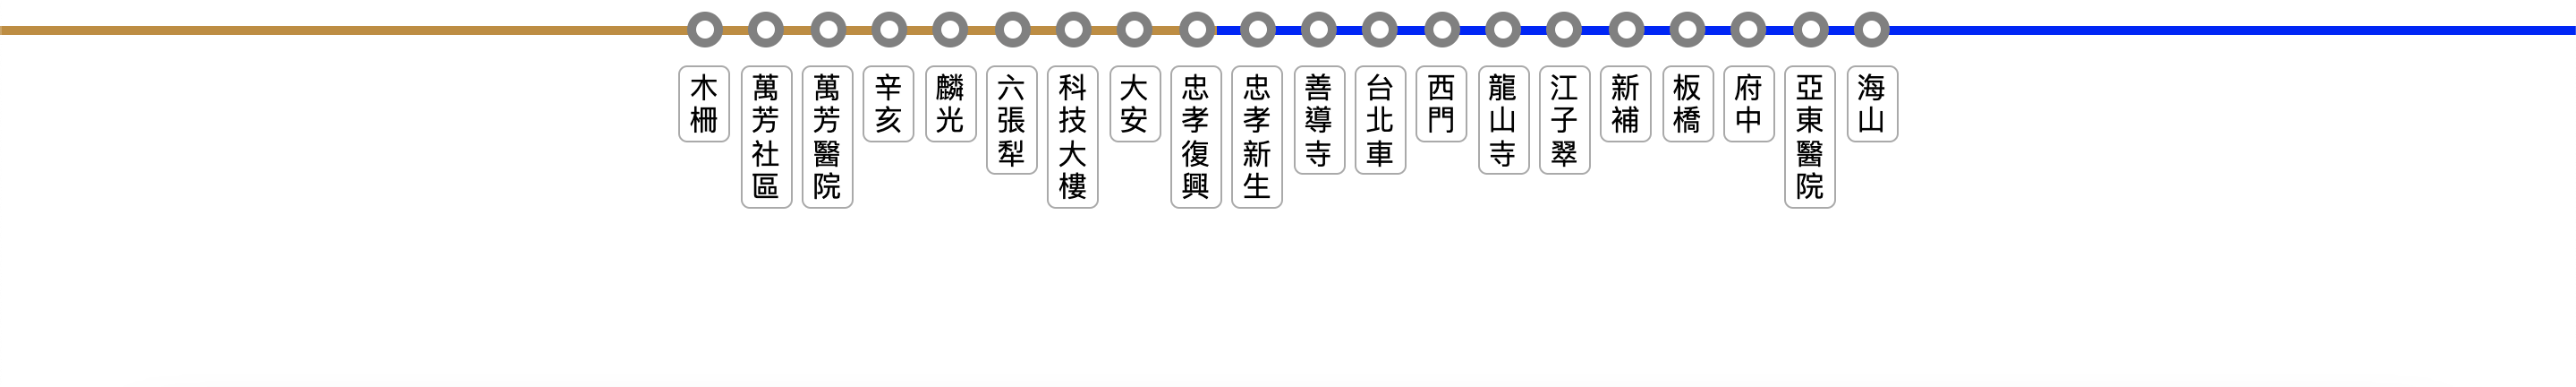 木柵
萬芳社區
萬芳醫院
辛亥
麟光
六張犁
科技大樓
大安
忠孝復興
忠孝新生
善導寺
台北車
西門
龍山寺
江子翠
新補
板橋
府中
亞東醫院
海山